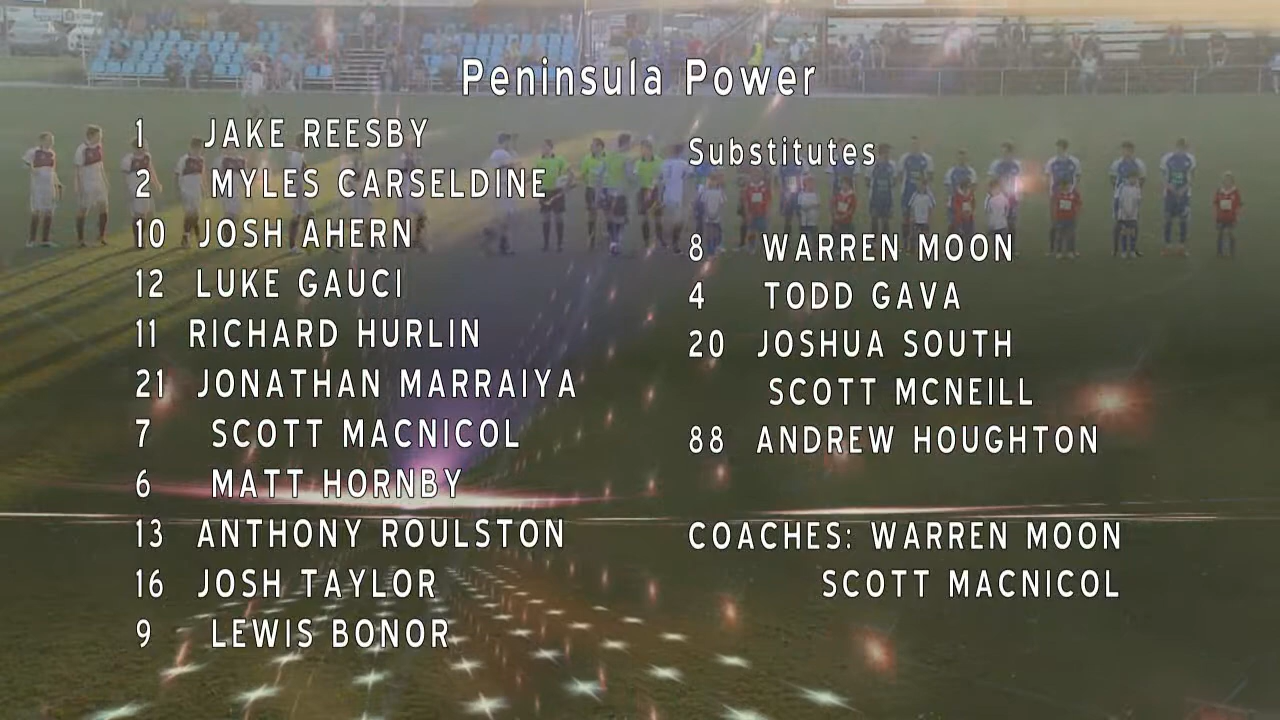 Peninsula Power
1 JAKE REESBY
2 MYLES CARSELDINE
10 JOSH AHERN
12 LUKE GAUCI
11 RICHARD HURLIN
21 JONATHAN MARRAIYA
7 SCOTT MACNICOL
6 MATT HORNBY
13 ANTHONY ROULSTON
16 JOSH TAYLOR
9 LEWIS BONOR
Substitutes
8 WARREN MOON
4 TODD GAVA
20 JOSHUA SOUTH
SCOTT MCNEILL
88 ANDREW HOUGHTON
COACHES: WARREN MOON
SCOTT MACNICOL